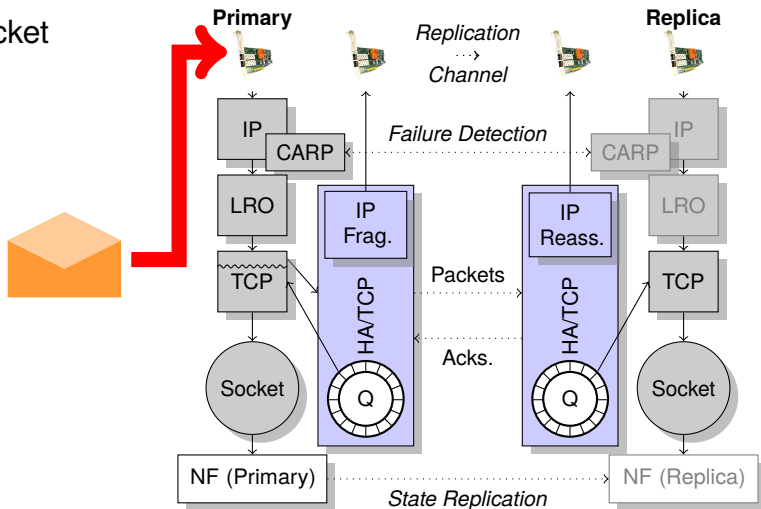 cket
Primary
Replication
Channel
Replica
IP
CARP
Failure Detection
CARP
IP
LRO
IP
Frag.
IP
Reass.
LRO
TCP
HA/TCP
Packets
HA/TCP
TCP
Acks.
Socket
Q
Q
Socket
NF (Primary)
State Replication
NF (Replica)